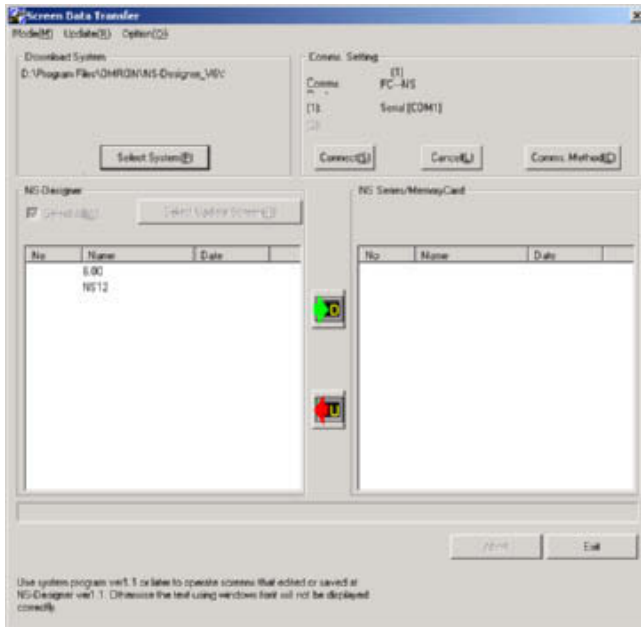 Screen Data Transfer
Mode(M) Update(R) Option(O)
Download System
D:\Program Files\OMRON\NS-Designer_V6\
Select System(P)
Comms. Setting
(1)
Comms.
PC--NS
(1):
Serial [COM1]
(2):
Connect(S)
Cancel(L)
Comms. Method(C)
NS-Designer
Select Update Screen
No Name Date
6.00
NS12
NS Series/MemoryCard
No Name Date
D
U
Abort
Exit
Use system program ver1.1 or later to operate screens that edited or saved at
NS-Designer ver1.1. Otherwise the text using windows font will not be displayed
correctly.